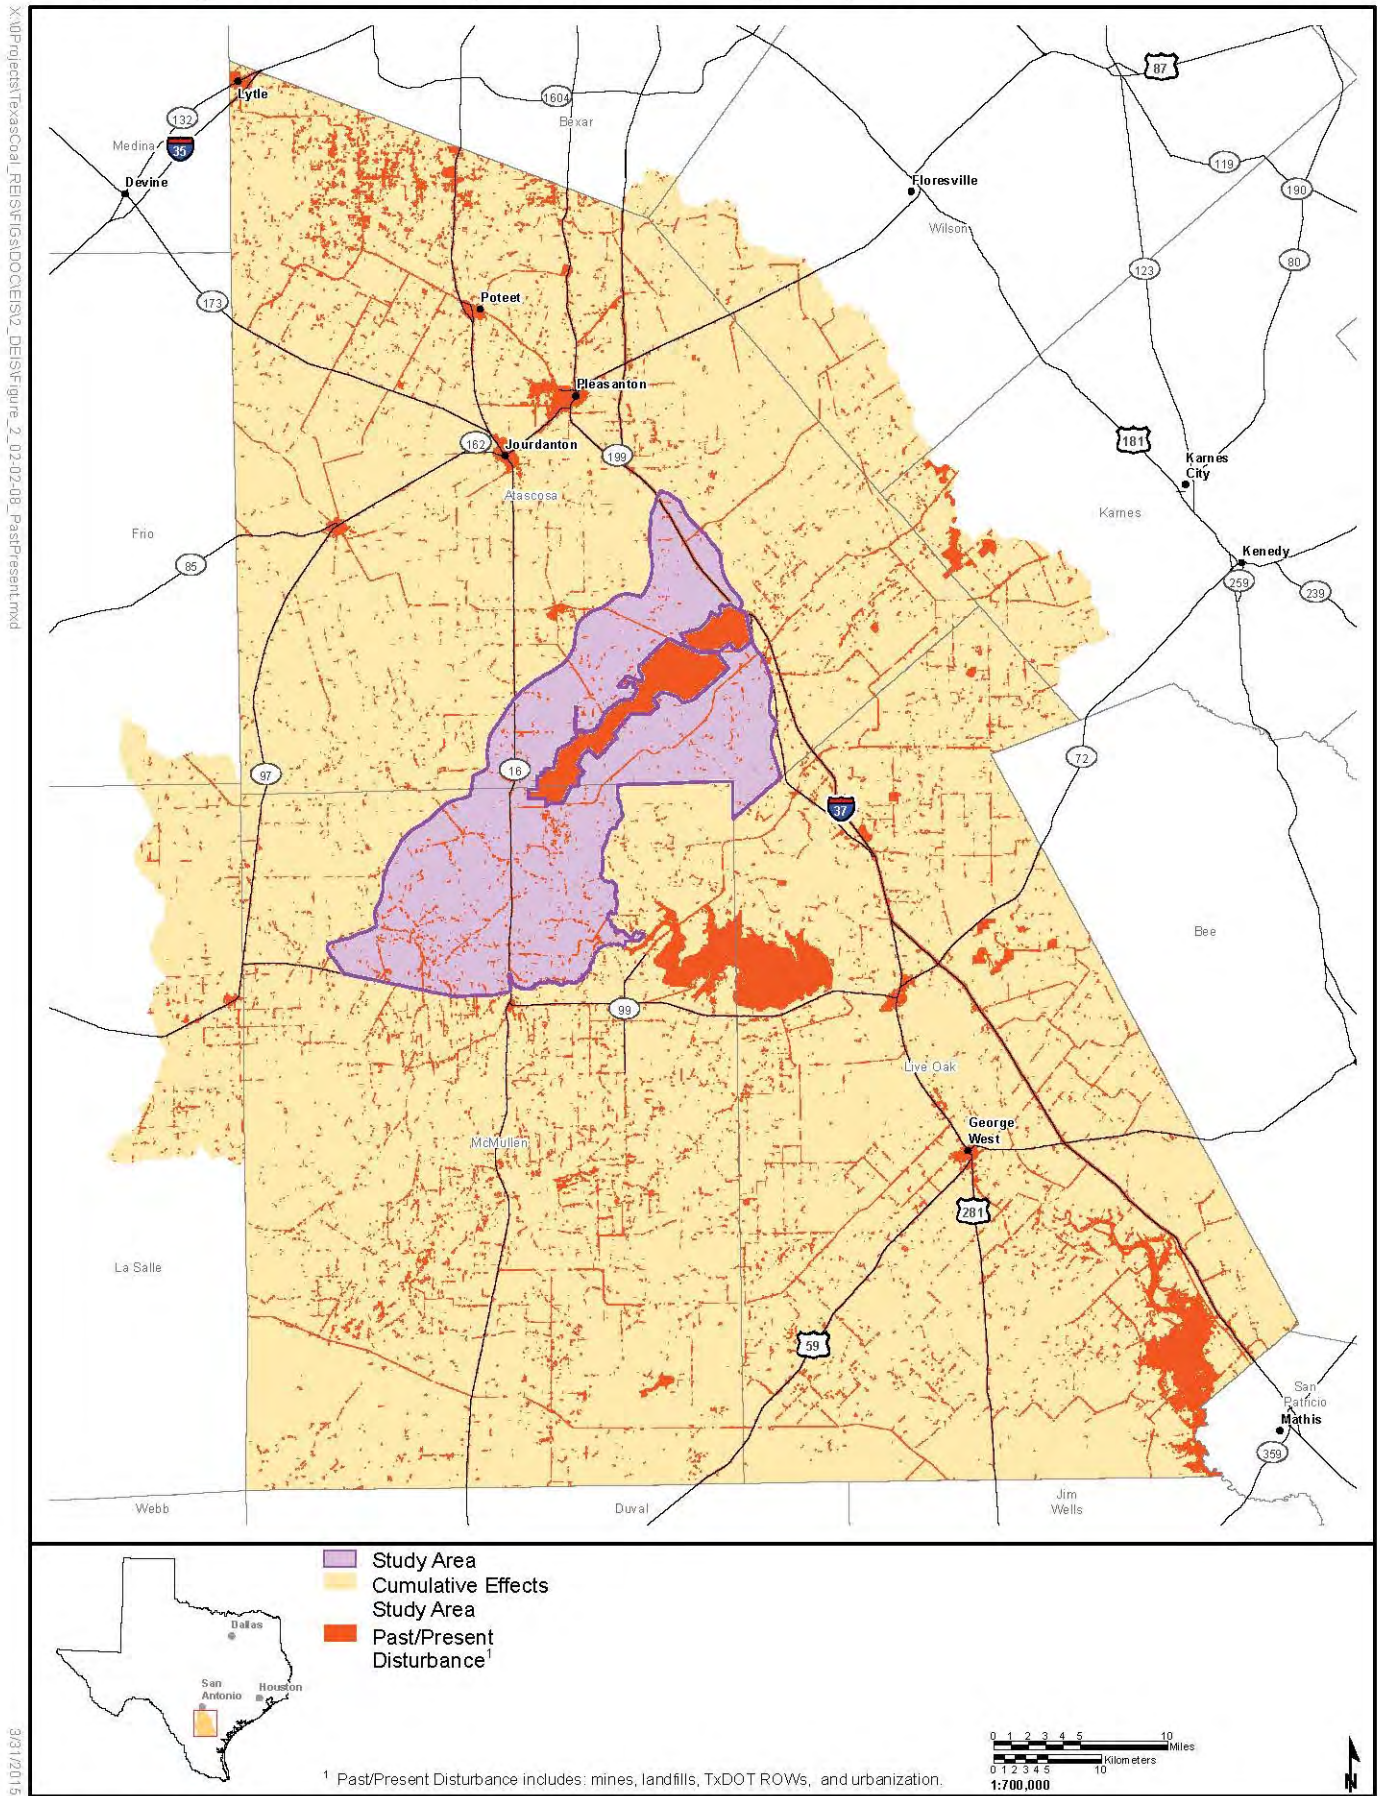 X:\0Projects\TexasCoal_REIS\FIGs\DOC\EIS\2_DEIS\Figure_2_02-02-08_PastPresent.mxd
87
Lytle
1604
132
Bexar
Medina
35
119
Devine
Floresville
190
Wilson
80
123
173
Poteet
Pleasanton
181
162
Jourdanton
199
Karnes
City
Atascosa
Karnes
Frio
Kenedy
85
259
239
72
16
97
37
Bee
99
Live Oak
George
West
McMullen
281
La Salle
59
San
Patricio
Mathis
359
Webb
Duval
Jim
Wells
Study Area
Cumulative Effects
Study Area
Past/Present
Disturbance1
Dallas
San
Antonio
Houston
0 1 2 3 4 5 10
Miles
Kilometers
0 1 2 3 4 5 10
1:700,000
N
1 Past/Present Disturbance includes: mines, landfills, TxDOT ROWs, and urbanization.
3/31/2015